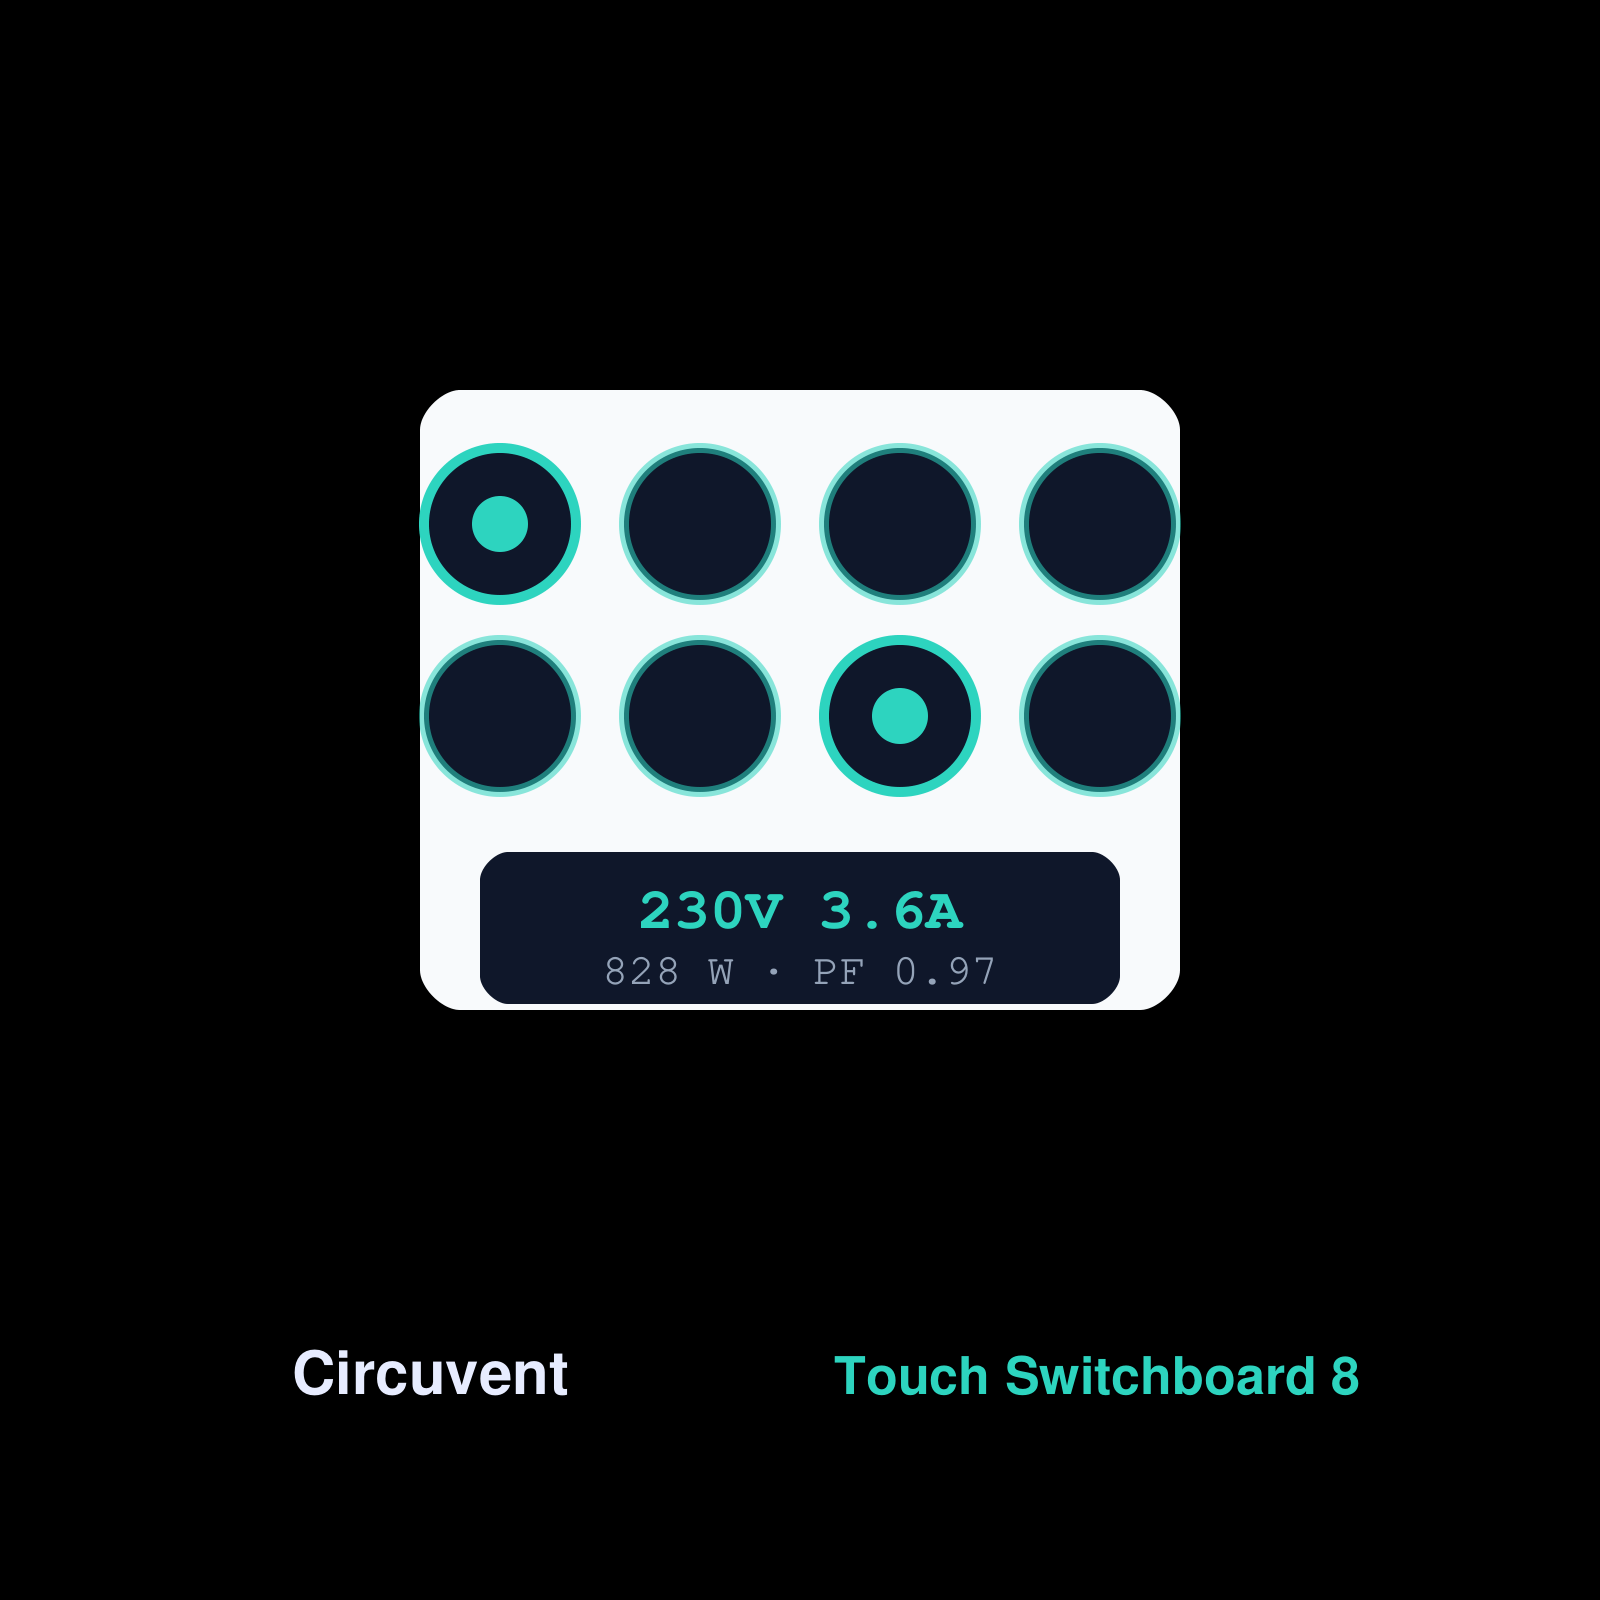 230V 3.6A
828 W · PF 0.97
Circuvent
Touch Switchboard 8